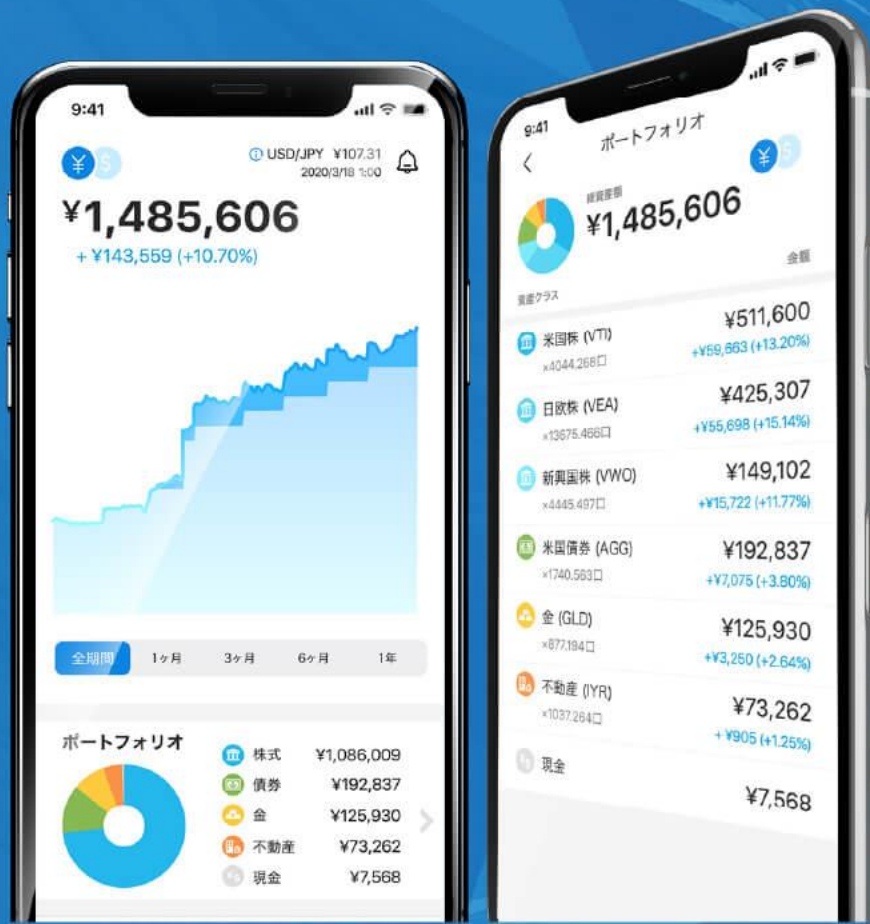 9:41
¥ $
USD/JPY ¥107.31
2020/3/18 1:00
¥1,485,606
+ ¥143,559 (+10.70%)
全期間 1ヶ月 3ヶ月 6ヶ月 1年
ポートフォリオ
株式 ¥1,086,009
債券 ¥192,837
金 ¥125,930
不動産 ¥73,262
現金 ¥7,568
9:41
ポートフォリオ
¥
総資産額
¥1,485,606
資産クラス 金額
米国株 (VTI) ¥511,600
×4044.268口 +¥59,663 (+13.20%)
日欧株 (VEA) ¥425,307
×13675.466口 +¥55,698 (+15.14%)
新興国株 (VWO) ¥149,102
×4445.497口 +¥15,722 (+11.77%)
米国債券 (AGG) ¥192,837
×1740.563口 +¥7,075 (+3.80%)
金 (GLD) ¥125,930
×877.194口 +¥3,250 (+2.64%)
不動産 (IYR) ¥73,262
×1037.264口 + ¥905 (+1.25%)
現金 ¥7,568